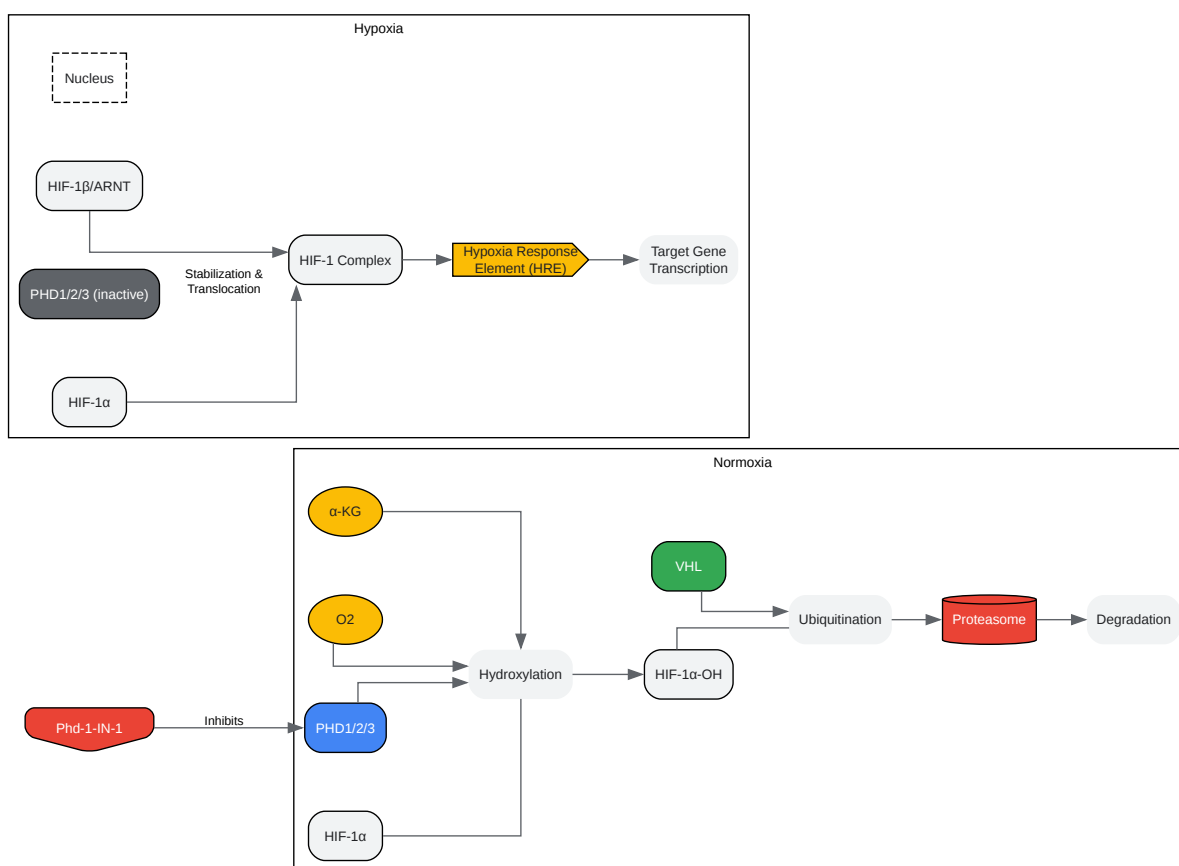 Hypoxia
Nucleus
HIF-1β/ARNT
HIF-1 Complex
Hypoxia Response
Element (HRE)
Target Gene
Transcription
Stabilization &
Translocation
PHD1/2/3 (inactive)
HIF-1α
Normoxia
α-KG
VHL
O2
Ubiquitination
Proteasome
Degradation
Hydroxylation
HIF-1α-OH
Phd-1-IN-1
Inhibits
PHD1/2/3
HIF-1α